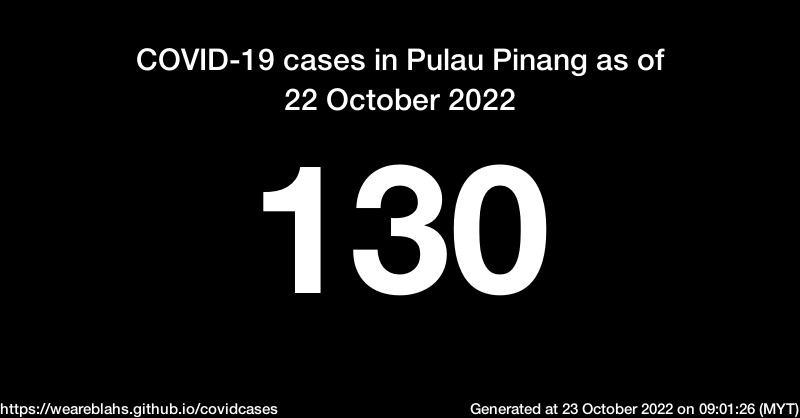 COVID-19 cases in Pulau Pinang as of
22 October 2022
130
https://weareblahs.github.io/covidcases
Generated at 23 October 2022 on 09:01:26 (MYT)